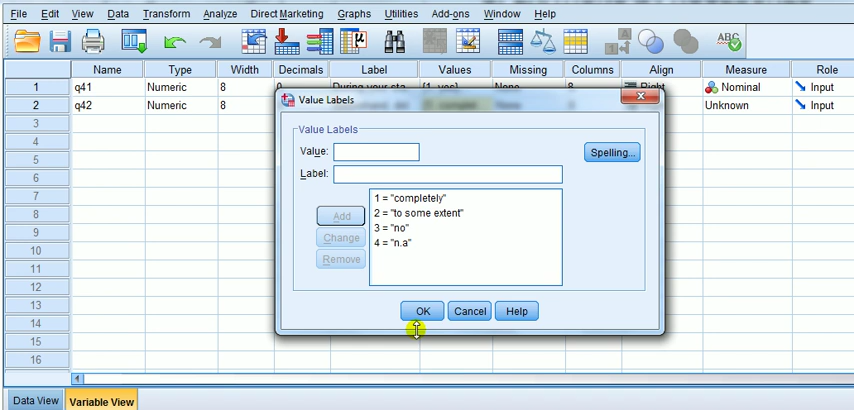 File Edit View Data Transform Analyze Direct Marketing Graphs Utilities Add-ons Window Help
Name Type Width Decimals Label Values Missing Columns Align Measure Role
1 q41 Numeric 8 0 During your sta... {1, yes}... None 8 Right Nominal Input
2 q42 Numeric 8 Unknown Input
3
4
5
6
7
8
9
10
11
12
13
14
15
16
Value Labels
Value Labels
Value:
Spelling...
Label:
1 = "completely"
2 = "to some extent"
3 = "no"
4 = "n.a"
Add
Change
Remove
OK Cancel Help
Data View Variable View